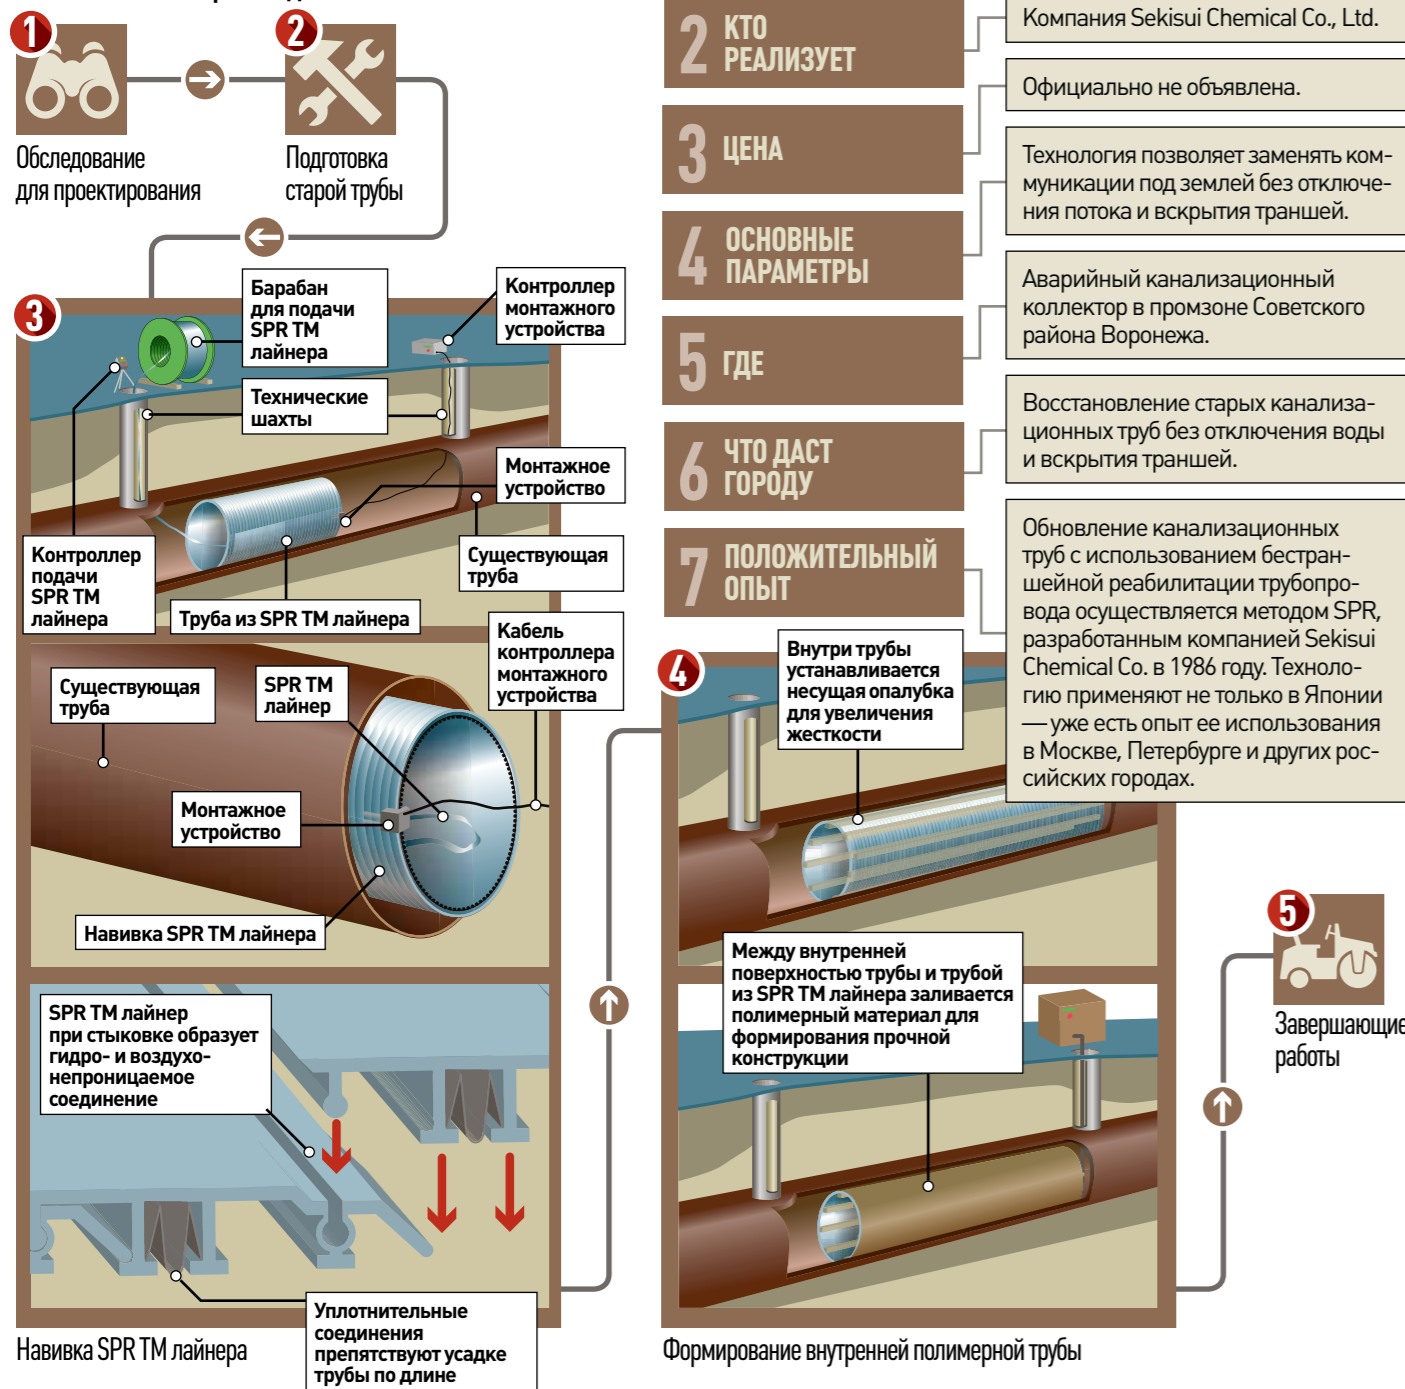 1
Обследование
для проектирования
2
Подготовка
старой трубы
3
Барабан
для подачи
SPR TM
лайнера
Контроллер
монтажного
устройства
Технические
шахты
Монтажное
устройство
Контроллер
подачи
SPR TM
лайнера
Труба из SPR TM лайнера
Существующая
труба
Существующая
труба
SPR TM
лайнер
Кабель
контроллера
монтажного
устройства
Монтажное
устройство
Навивка SPR TM лайнера
SPR TM лайнер
при стыковке образует
гидро- и воздухо-
непроницаемое
соединение
Уплотнительные
соединения
препятствуют усадке
трубы по длине
Навивка SPR TM лайнера
2 КТО
РЕАЛИЗУЕТ
Компания Sekisui Chemical Co., Ltd.
3 ЦЕНА
Официально не объявлена.
4 ОСНОВНЫЕ
ПАРАМЕТРЫ
Технология позволяет заменять ком-
муникации под землей без отключе-
ния потока и вскрытия траншей.
5 ГДЕ
Аварийный канализационный
коллектор в промзоне Советского
района Воронежа.
6 ЧТО ДАСТ
ГОРОДУ
Восстановление старых канализа-
ционных труб без отключения воды
и вскрытия траншей.
7 ПОЛОЖИТЕЛЬНЫЙ
ОПЫТ
Обновление канализационных
труб с использованием бестран-
шейной реабилитации трубопро-
вода осуществляется методом SPR,
разработанным компанией Sekisui
Chemical Co. в 1986 году. Техноло-
гию применяют не только в Японии
— уже есть опыт ее использования
в Москве, Петербурге и других рос-
сийских городах.
4
Внутри трубы
устанавливается
несущая опалубка
для увеличения
жесткости
Между внутренней
поверхностью трубы и трубой
из SPR TM лайнера заливается
полимерный материал для
формирования прочной
конструкции
Формирование внутренней полимерной трубы
5
Завершающие
работы